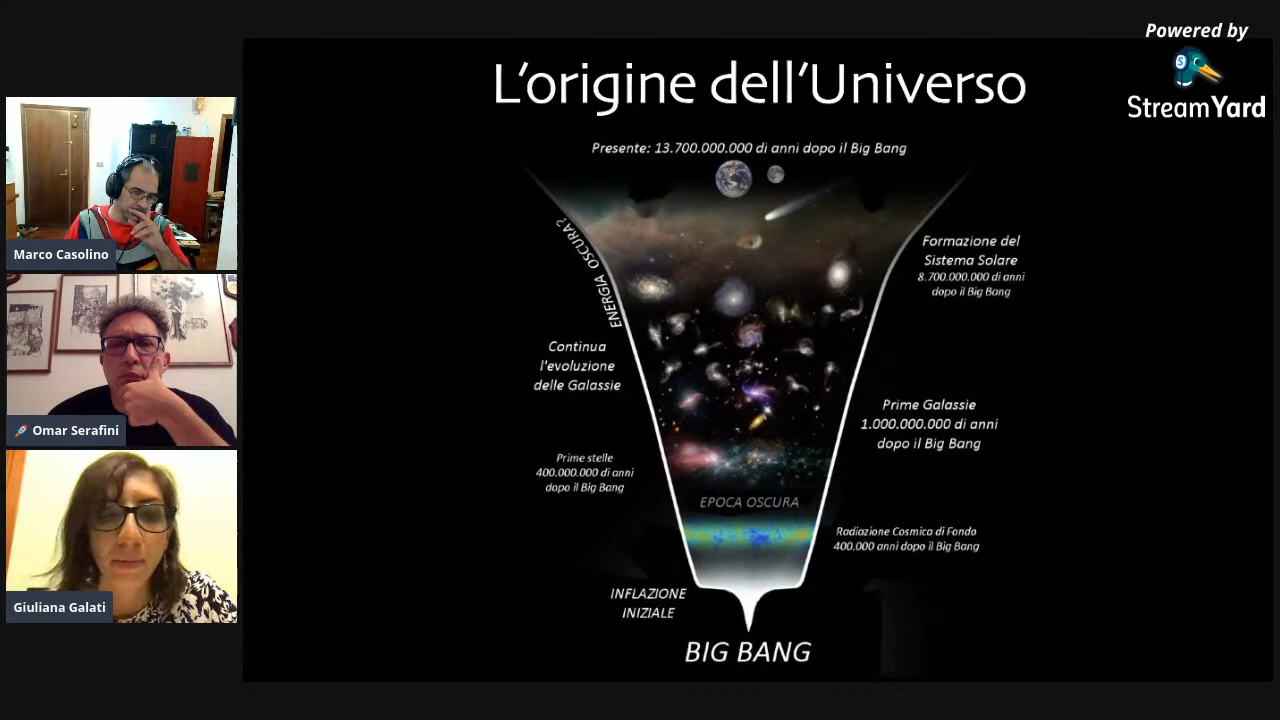 Powered by
StreamYard
Marco Casolino
🚀 Omar Serafini
Giuliana Galati
L'origine dell'Universo
Presente: 13.700.000.000 di anni dopo il Big Bang
ENERGIA OSCURA?
Formazione del
Sistema Solare
8.700.000.000 di anni
dopo il Big Bang
Continua
l'evoluzione
delle Galassie
Prime Galassie
1.000.000.000 di anni
dopo il Big Bang
Prime stelle
400.000.000 di anni
dopo il Big Bang
EPOCA OSCURA
Radiazione Cosmica di Fondo
400.000 anni dopo il Big Bang
INFLAZIONE
INIZIALE
BIG BANG